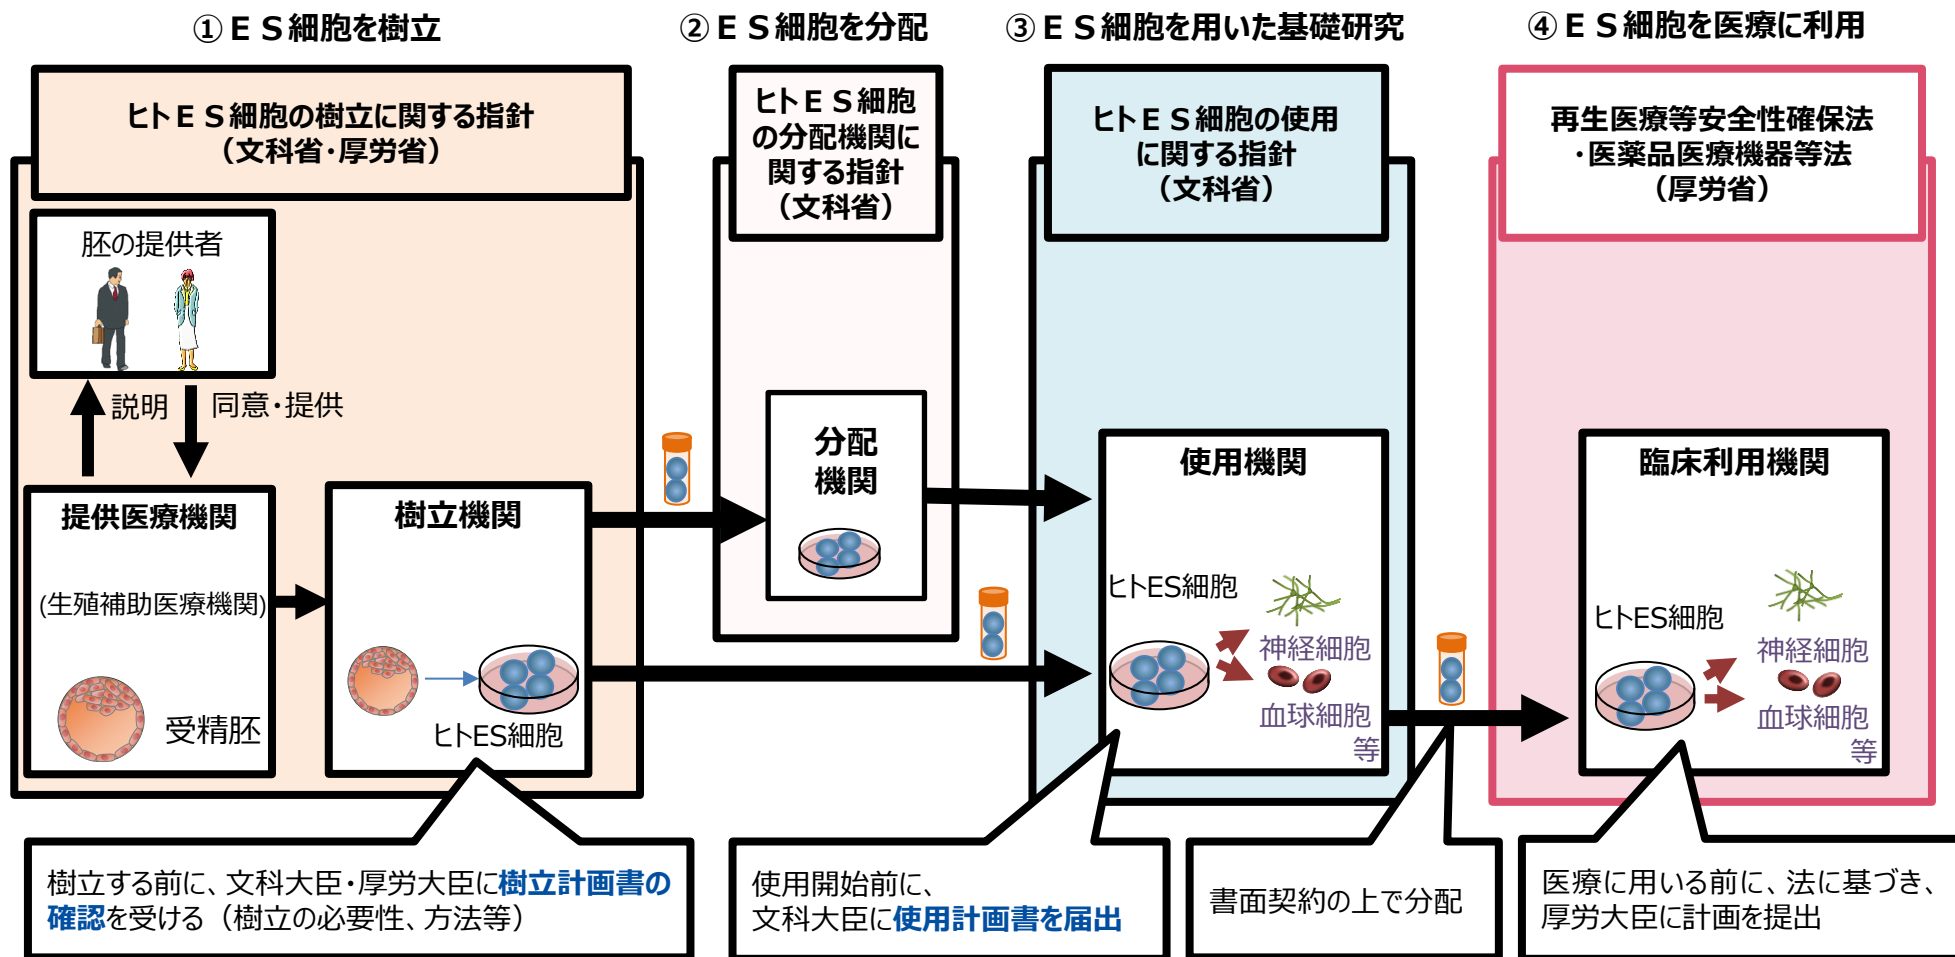 ①ＥＳ細胞を樹立
②ＥＳ細胞を分配
③ＥＳ細胞を用いた基礎研究
④ＥＳ細胞を医療に利用
ヒトＥＳ細胞の樹立に関する指針
（文科省・厚労省）
ヒトＥＳ細胞
の分配機関に
関する指針
（文科省）
ヒトＥＳ細胞の使用
に関する指針
（文科省）
再生医療等安全性確保法
・医薬品医療機器等法
（厚労省）
胚の提供者
説明
同意・提供
提供医療機関
(生殖補助医療機関)
受精胚
樹立機関
ヒトES細胞
分配
機関
使用機関
ヒトES細胞
神経細胞
血球細胞
等
臨床利用機関
ヒトES細胞
神経細胞
血球細胞
等
樹立する前に、文科大臣・厚労大臣に樹立計画書の
確認を受ける（樹立の必要性、方法等）
使用開始前に、
文科大臣に使用計画書を届出
書面契約の上で分配
医療に用いる前に、法に基づき、
厚労大臣に計画を提出